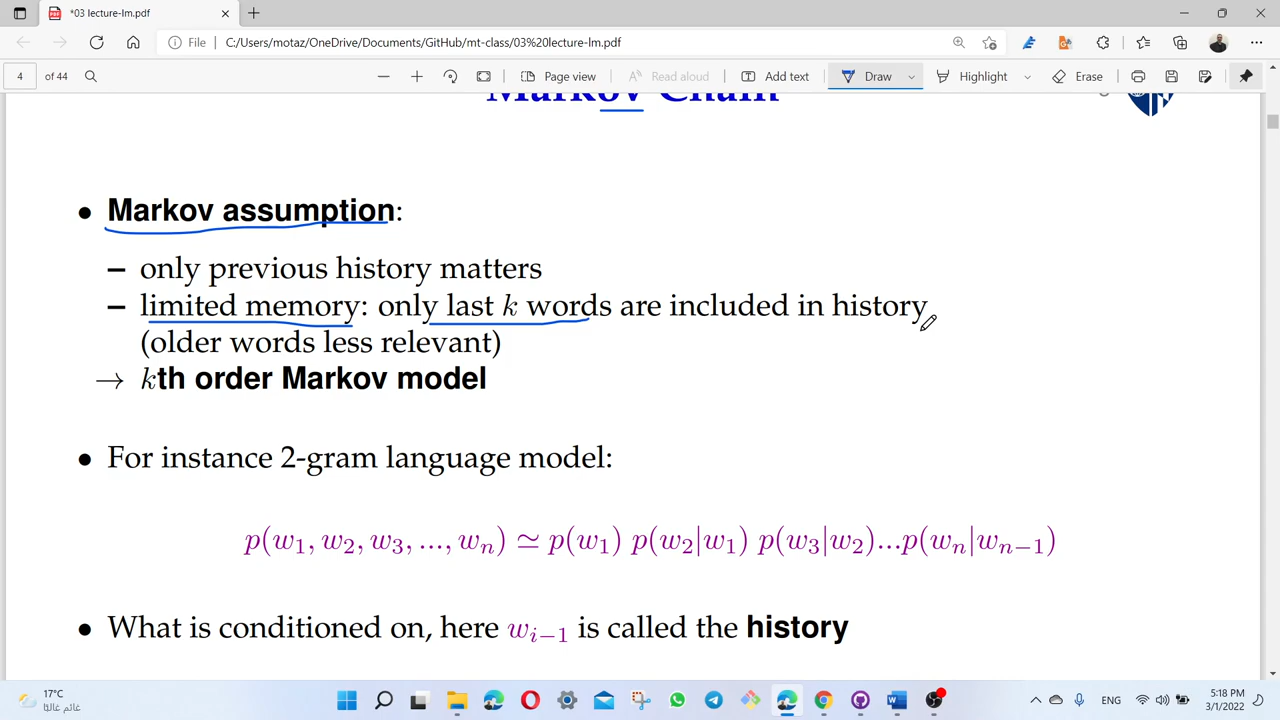 *03 lecture-lm.pdf
File C:/Users/motaz/OneDrive/Documents/GitHub/mt-class/03%20lecture-lm.pdf
4 of 44 Page view Read aloud Add text Draw Highlight Erase
Markov Chain
• Markov assumption:
– only previous history matters
– limited memory: only last k words are included in history
(older words less relevant)
→ kth order Markov model
• For instance 2-gram language model:
p(w₁, w₂, w₃, ..., wₙ) ≃ p(w₁) p(w₂|w₁) p(w₃|w₂)...p(wₙ|wₙ₋₁)
• What is conditioned on, here wᵢ₋₁ is called the history
17°C
غائم غالبًا
ENG
5:18 PM
3/1/2022